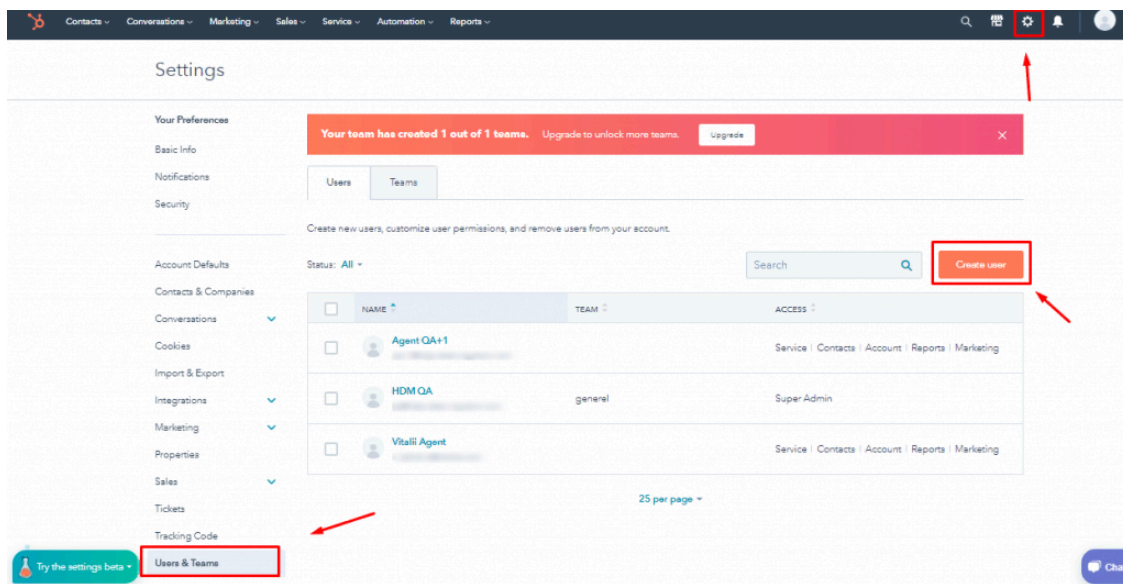 Contacts Conversations Marketing Sales Service Automation Reports
Settings
Your Preferences
Basic Info
Notifications
Security
Account Defaults
Contacts & Companies
Conversations
Cookies
Import & Export
Integrations
Marketing
Properties
Sales
Tickets
Tracking Code
Users & Teams
Try the settings beta
Your team has created 1 out of 1 teams. Upgrade to unlock more teams. Upgrade
Users Teams
Create new users, customize user permissions, and remove users from your account.
Status: All Search Create user
NAME TEAM ACCESS
Agent QA+1 Service | Contacts | Account | Reports | Marketing
HDM QA general Super Admin
Vitalii Agent Service | Contacts | Account | Reports | Marketing
25 per page